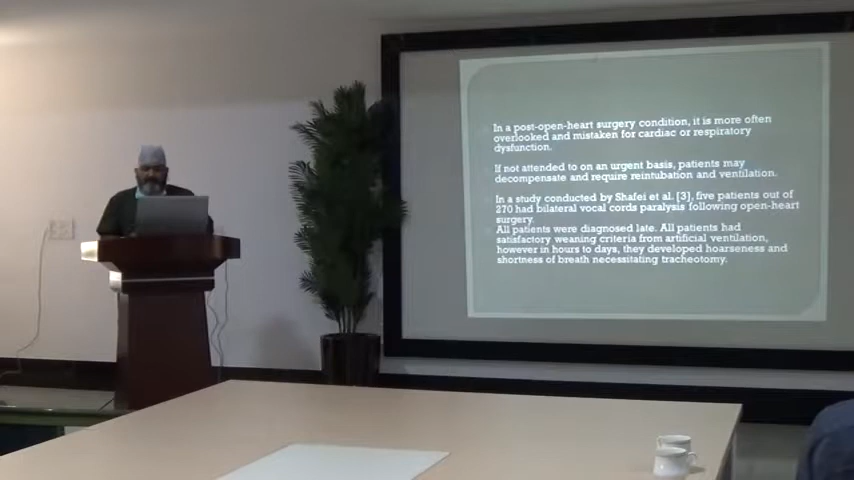 In a post-open-heart surgery condition, it is more often
overlooked and mistaken for cardiac or respiratory
dysfunction.
If not attended to on an urgent basis, patients may
decompensate and require reintubation and ventilation.
In a study conducted by Shafei et al. [3], five patients out of
270 had bilateral vocal cords paralysis following open-heart
surgery.
All patients were diagnosed late. All patients had
satisfactory weaning criteria from artificial ventilation,
however in hours to days, they developed hoarseness and
shortness of breath necessitating tracheotomy.